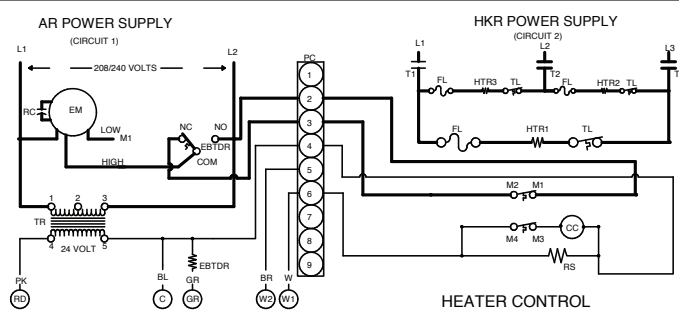 AR POWER SUPPLY
(CIRCUIT 1)
HKR POWER SUPPLY
(CIRCUIT 2)
L1
L2
L1
L2
L3
208/240 VOLTS
PC
T1
T2
T
FL
HTR3
TL
FL
HTR2
TL
RC
EM
LOW
M1
HIGH
NC
NO
EBTDR
COM
FL
HTR1
TL
1
2
3
4
5
6
7
8
9
M2
M1
1
2
3
TR
4
24 VOLT
5
M4
M3
CC
RS
EBTDR
PK
BL
GR
BR
W
RD
C
GR
W2
W1
HEATER CONTROL